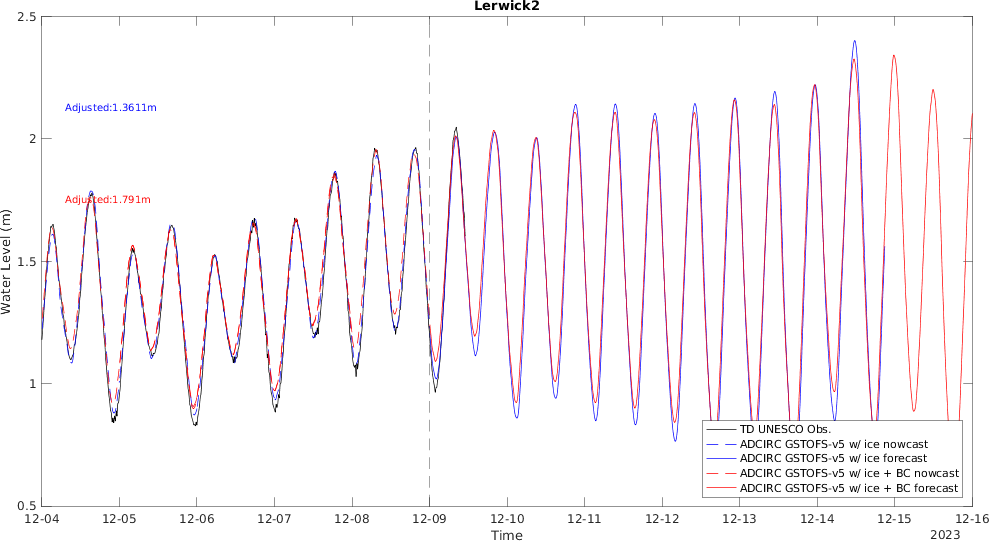 Lerwick2
2.5
2
1.5
1
0.5
Water Level (m)
Adjusted:1.3611m
Adjusted:1.791m
TD UNESCO Obs.
ADCIRC GSTOFS-v5 w/ ice nowcast
ADCIRC GSTOFS-v5 w/ ice forecast
ADCIRC GSTOFS-v5 w/ ice + BC nowcast
ADCIRC GSTOFS-v5 w/ ice + BC forecast
12-04 12-05 12-06 12-07 12-08 12-09 12-10 12-11 12-12 12-13 12-14 12-15 12-16
Time
2023